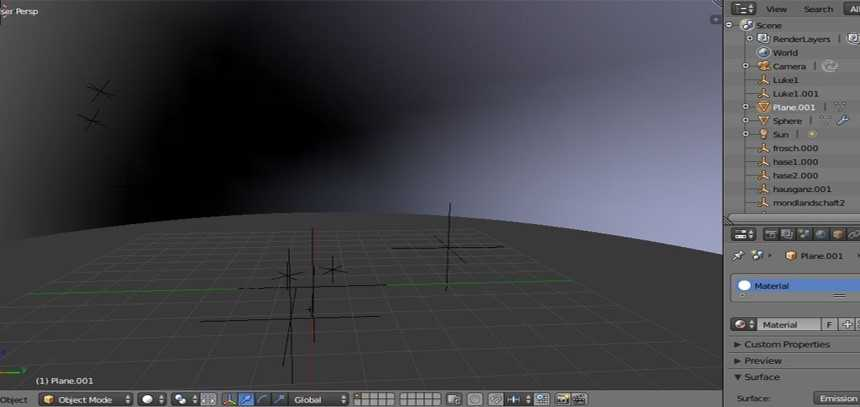 ser Persp
View Search All
Scene
RenderLayers
World
Camera
Luke1
Luke1.001
Plane.001
Sphere
Sun
frosch.000
hase1.000
hase2.000
hausganz.001
mondlandschaft2
Plane.001
Material
Material F
Custom Properties
Preview
Surface
Surface: Emission
z
y
(1) Plane.001
Object
Object Mode
Global